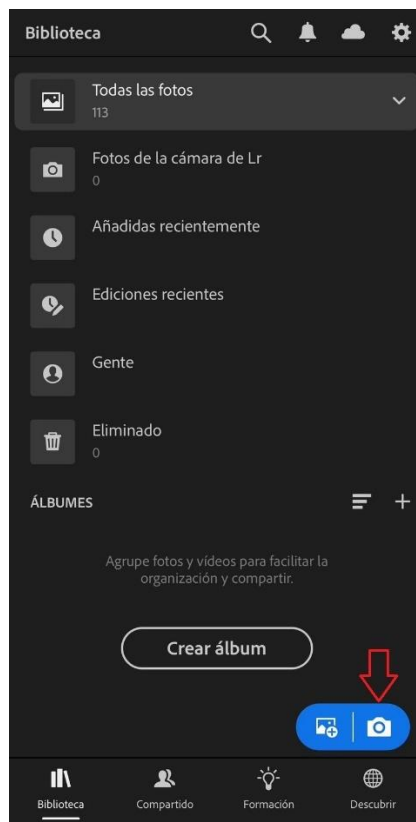 Biblioteca
Todas las fotos
113
Fotos de la cámara de Lr
0
Añadidas recientemente
Ediciones recientes
Gente
Eliminado
0
ÁLBUMES
Agrupe fotos y vídeos para facilitar la
organización y compartir.
Crear álbum
Biblioteca
Compartido
Formación
Descubrir